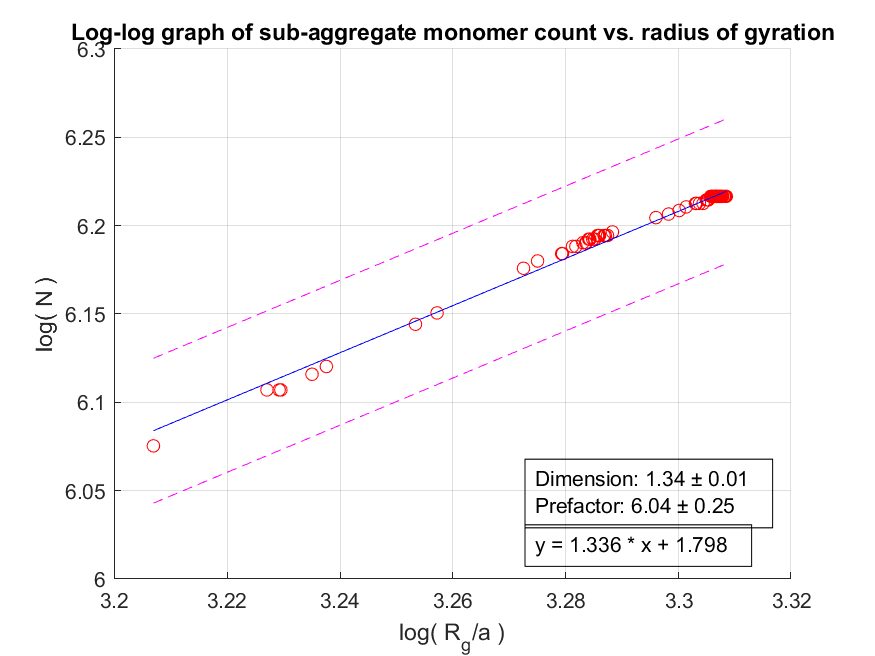 Log-log graph of sub-aggregate monomer count vs. radius of gyration
6.3
6.25
6.2
6.15
6.1
6.05
6
log( N )
Dimension: 1.34 ± 0.01
Prefactor: 6.04 ± 0.25
y = 1.336 * x + 1.798
3.2 3.22 3.24 3.26 3.28 3.3 3.32
log( R_g/a )